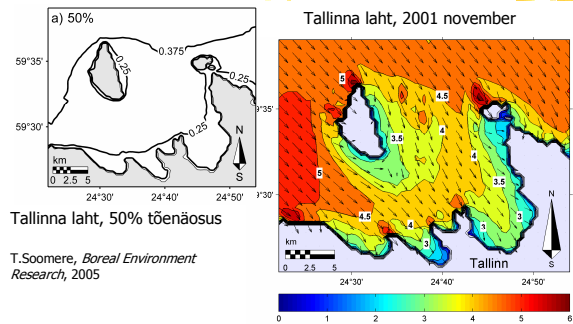 a) 50%
0.375
0.25
0.25
0.25
59°35'
59°30'
N
S
km
0 2.5 5
24°30' 24°40' 24°50'
Tallinna laht, 50% tõenäosus
T.Soomere, Boreal Environment
Research, 2005
Tallinna laht, 2001 november
5
4.5
5
3.5
4
4
3.5
5
4.5
4
3
3
3
N
S
km
0 2.5 5
Tallinn
24°30' 24°40' 24°50'
0 1 2 3 4 5 6